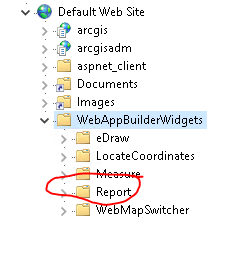 Default Web Site
arcgis
arcgisadm
aspnet_client
Documents
Images
WebAppBuilderWidgets
eDraw
LocateCoordinates
Measure
Report
WebMapSwitcher